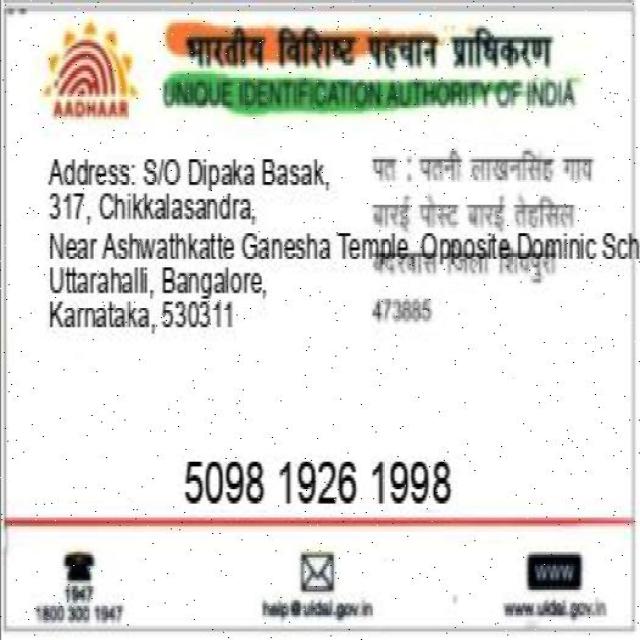 भारतीय विशिष्ट पहचान प्राधिकरण
UNIQUE IDENTIFICATION AUTHORITY OF INDIA
AADHAAR
Address: S/O Dipaka Basak,
317, Chikkalasandra,
Near Ashwathkatte Ganesha Temple, Opposite Dominic Sch
Uttarahalli, Bangalore,
Karnataka, 530311
पत : पतनी लाखनसिंह गाव
बारई पोस्ट बारई तेहसिल
जिला शिवपुरी
473885
5098 1926 1998
1947
1800 300 1947
help@uidai.gov.in
WWW
www.uidai.gov.in